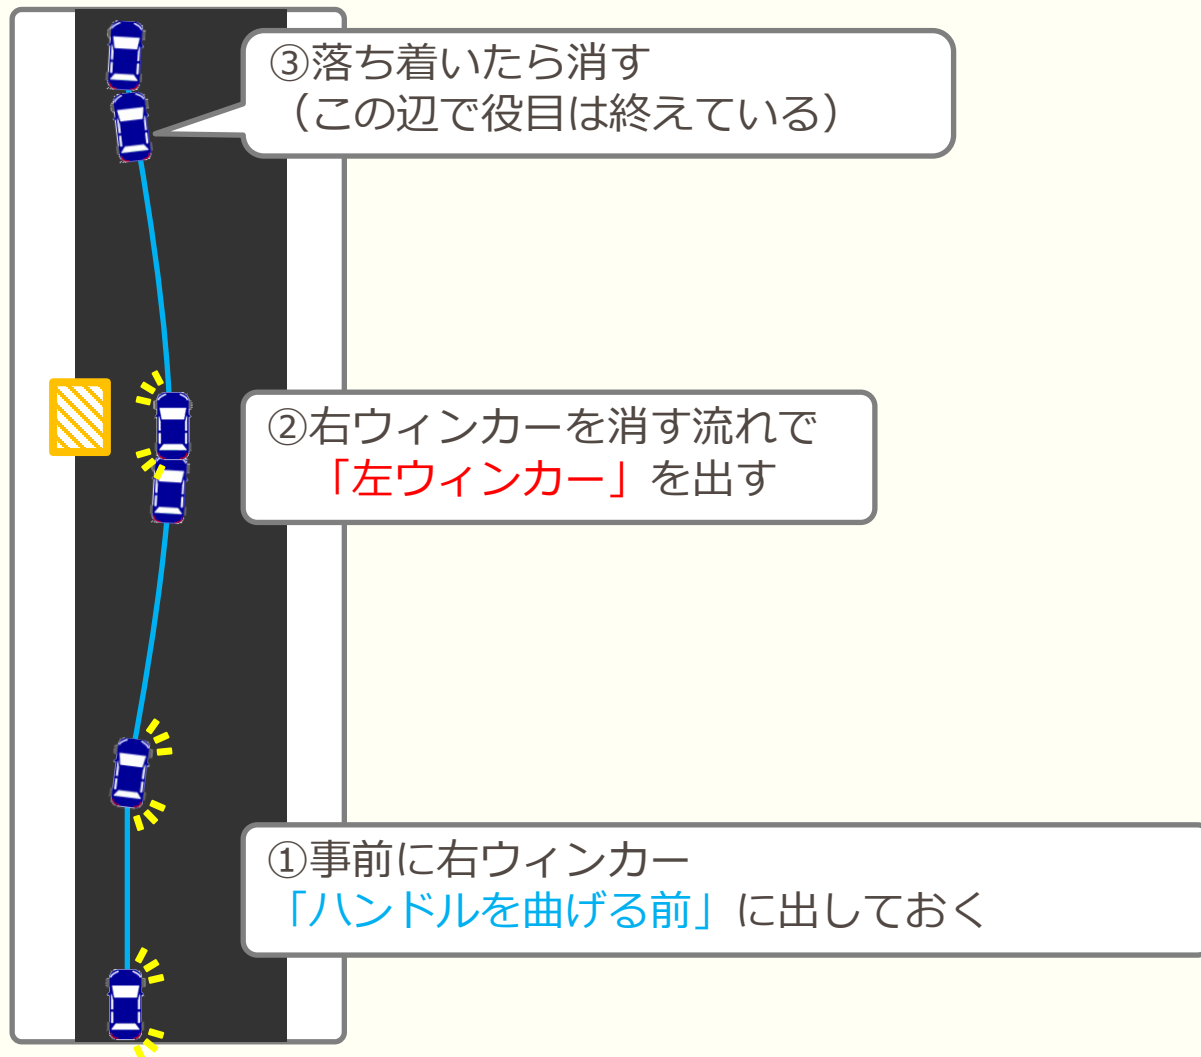 ③落ち着いたら消す
（この辺で役目は終えている）
②右ウィンカーを消す流れで
「左ウィンカー」を出す
①事前に右ウィンカー
「ハンドルを曲げる前」に出しておく